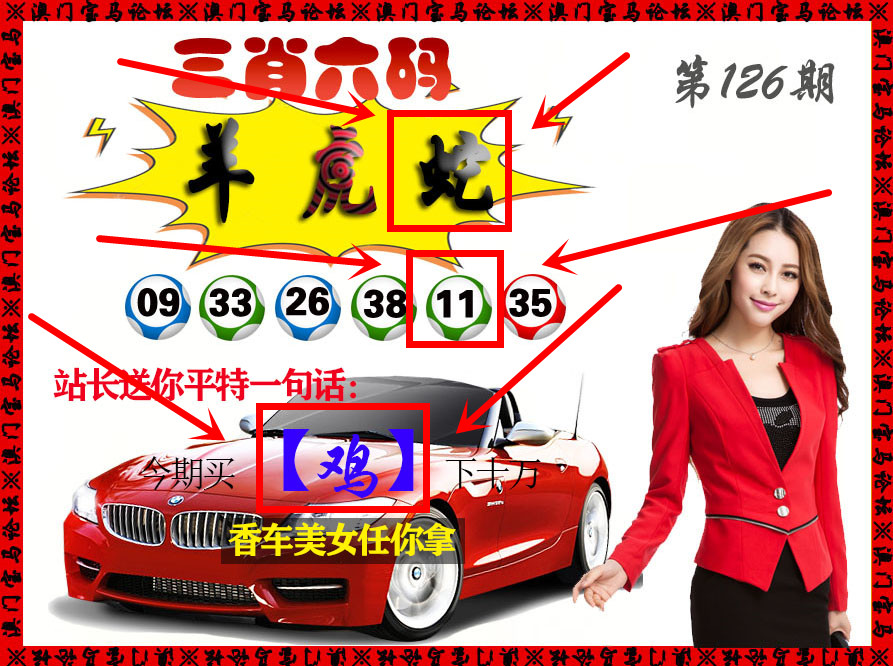 ※澳门宝马论坛※澳门宝马论坛※澳门宝马论坛※澳门宝马论坛※澳门宝马论坛※
三肖六码
第126期
羊 虎 蛇
09 33 26 38 11 35
站长送你平特一句话：
今期买【鸡】下十万
香车美女任你拿